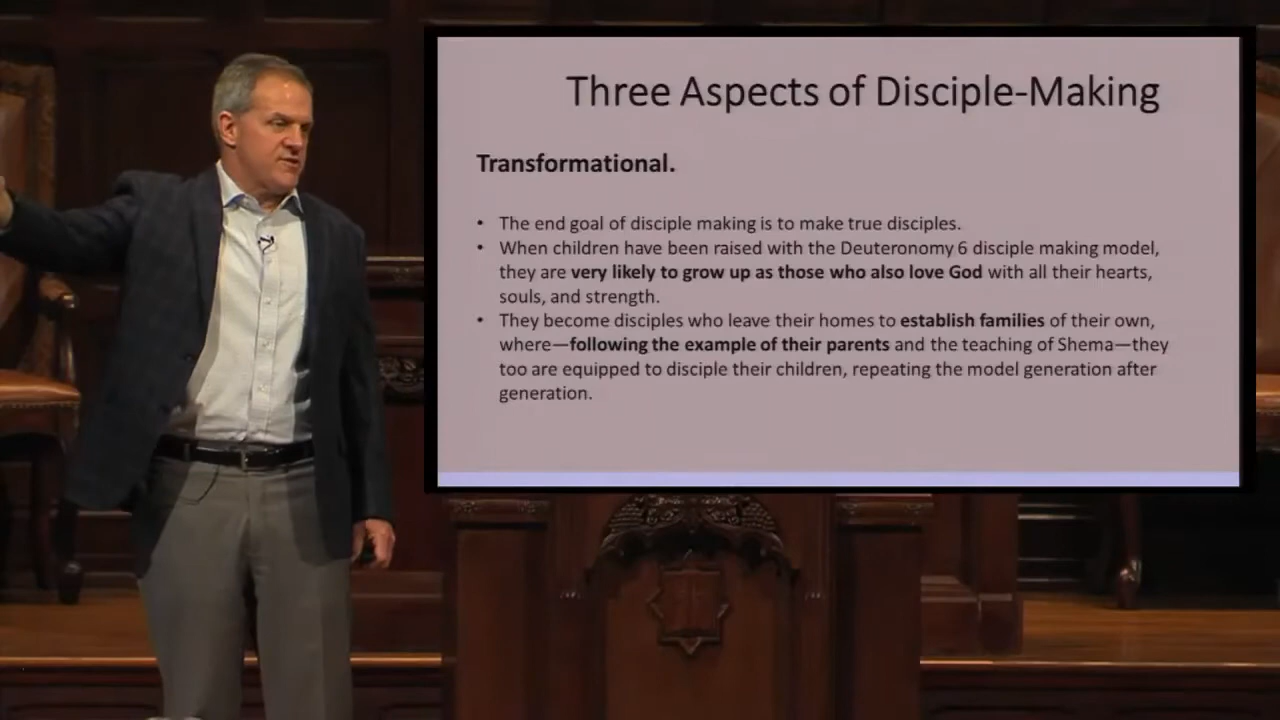 Three Aspects of Disciple-Making
Transformational.
• The end goal of disciple making is to make true disciples.
• When children have been raised with the Deuteronomy 6 disciple making model,
they are very likely to grow up as those who also love God with all their hearts,
souls, and strength.
• They become disciples who leave their homes to establish families of their own,
where—following the example of their parents and the teaching of Shema—they
too are equipped to disciple their children, repeating the model generation after
generation.